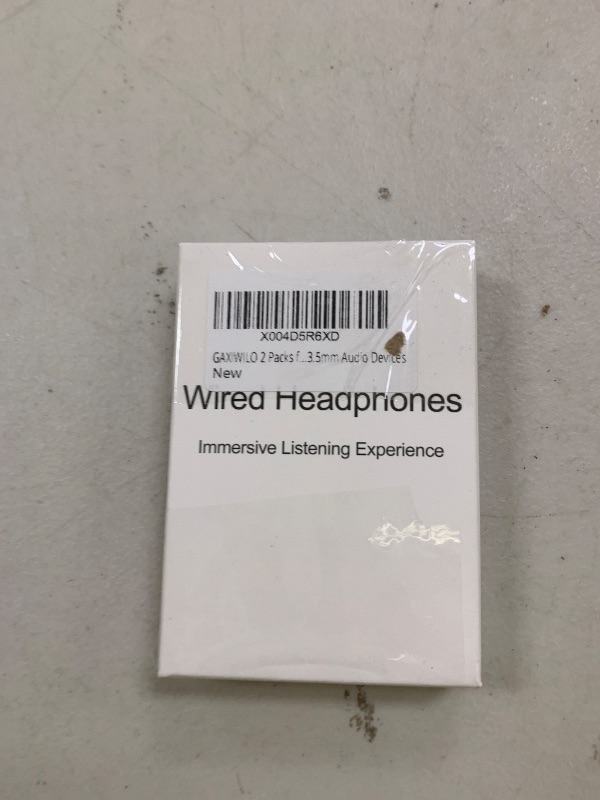 X004D5R6XD
GAXIWILO 2 Packs f...3.5mm Audio Devices
New
Wired Headphones
Immersive Listening Experience